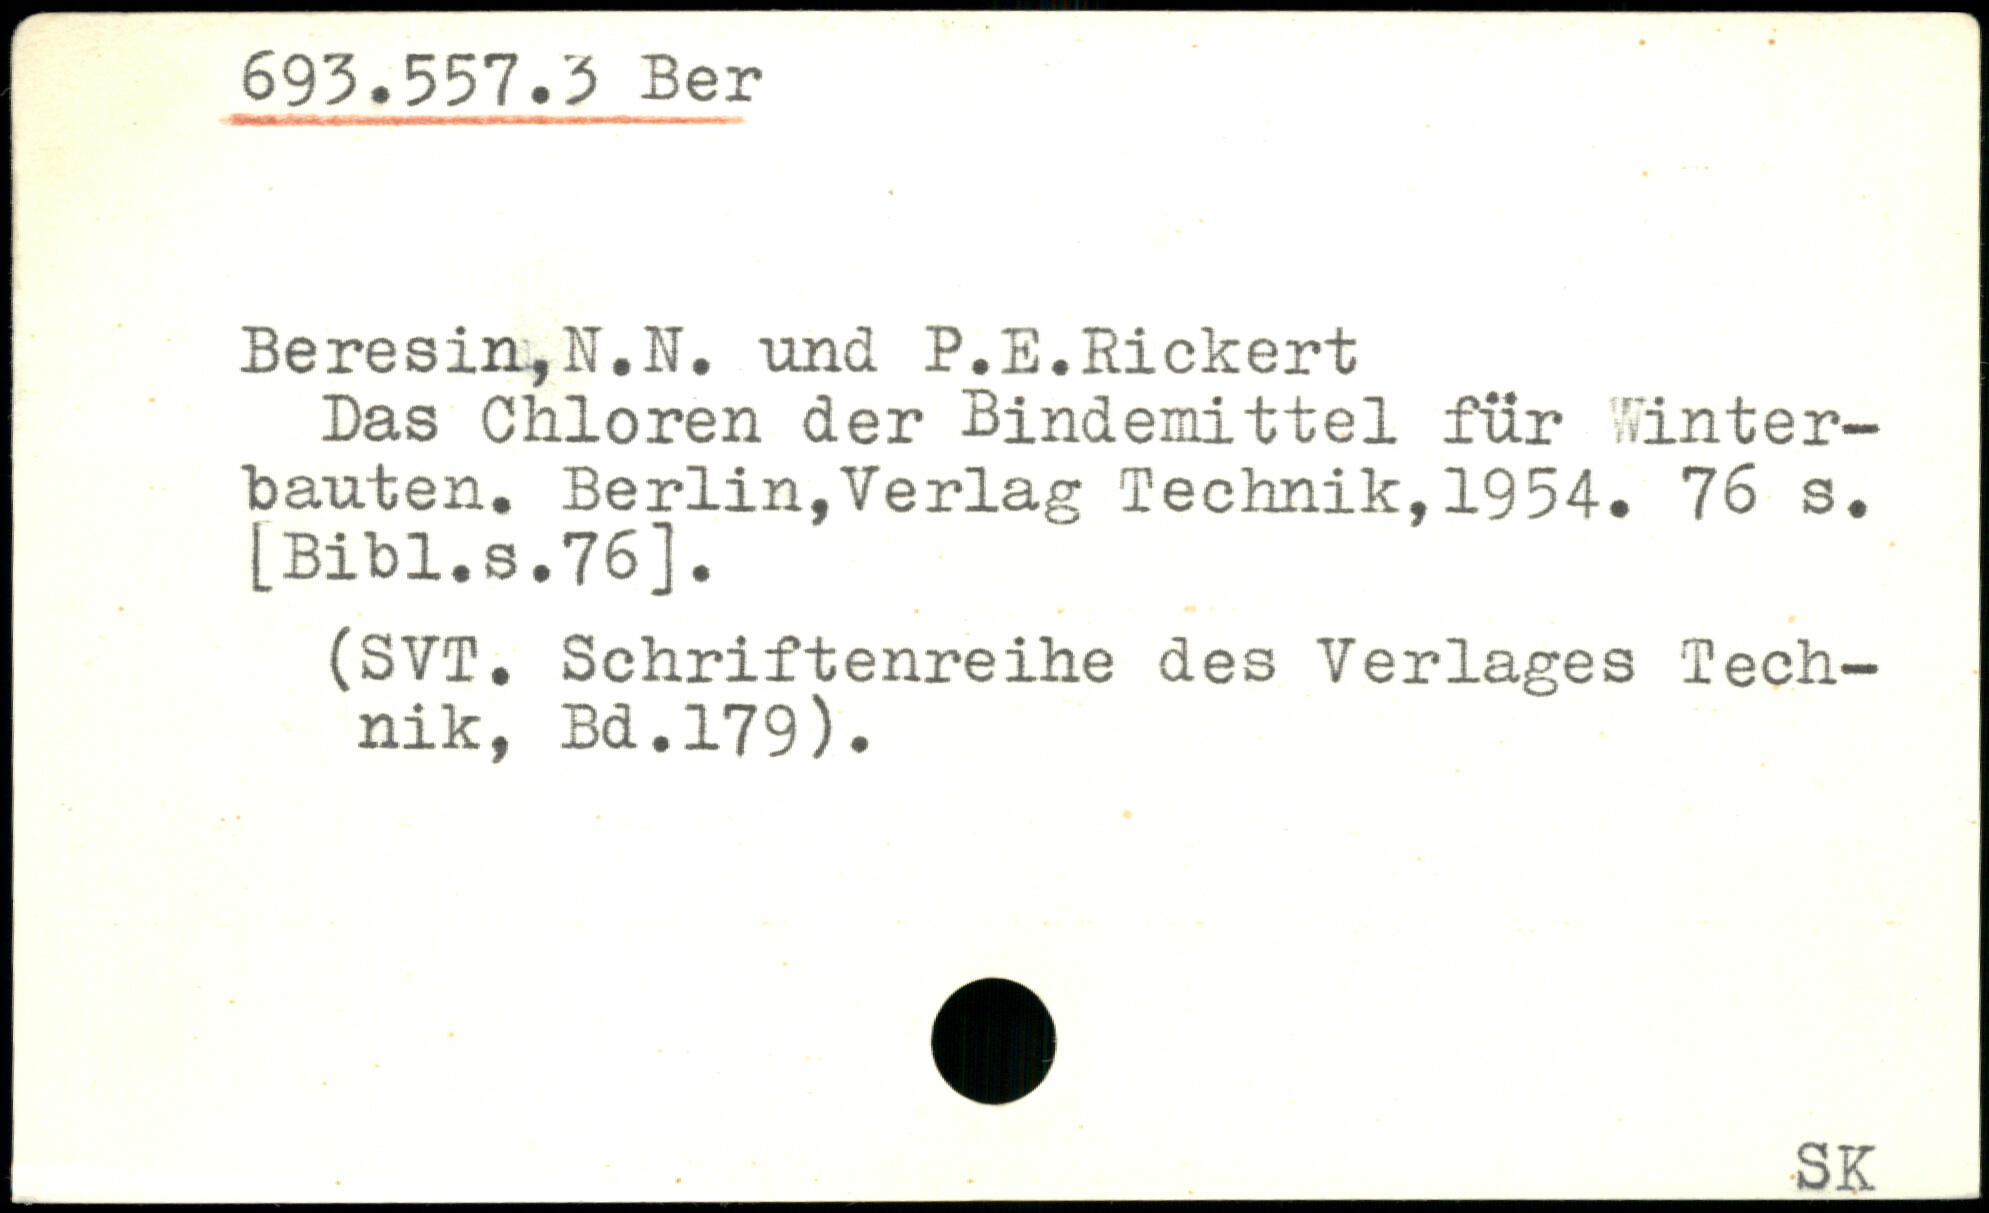 693.557.3 Ber
Beresin,N.N. und P.E.Rickert
Das Chloren der Bindemittel für Winter-
bauten. Berlin,Verlag Technik,1954. 76 s.
[Bibl.s.76].
(SVT. Schriftenreihe des Verlages Tech-
nik, Bd.179).
SK